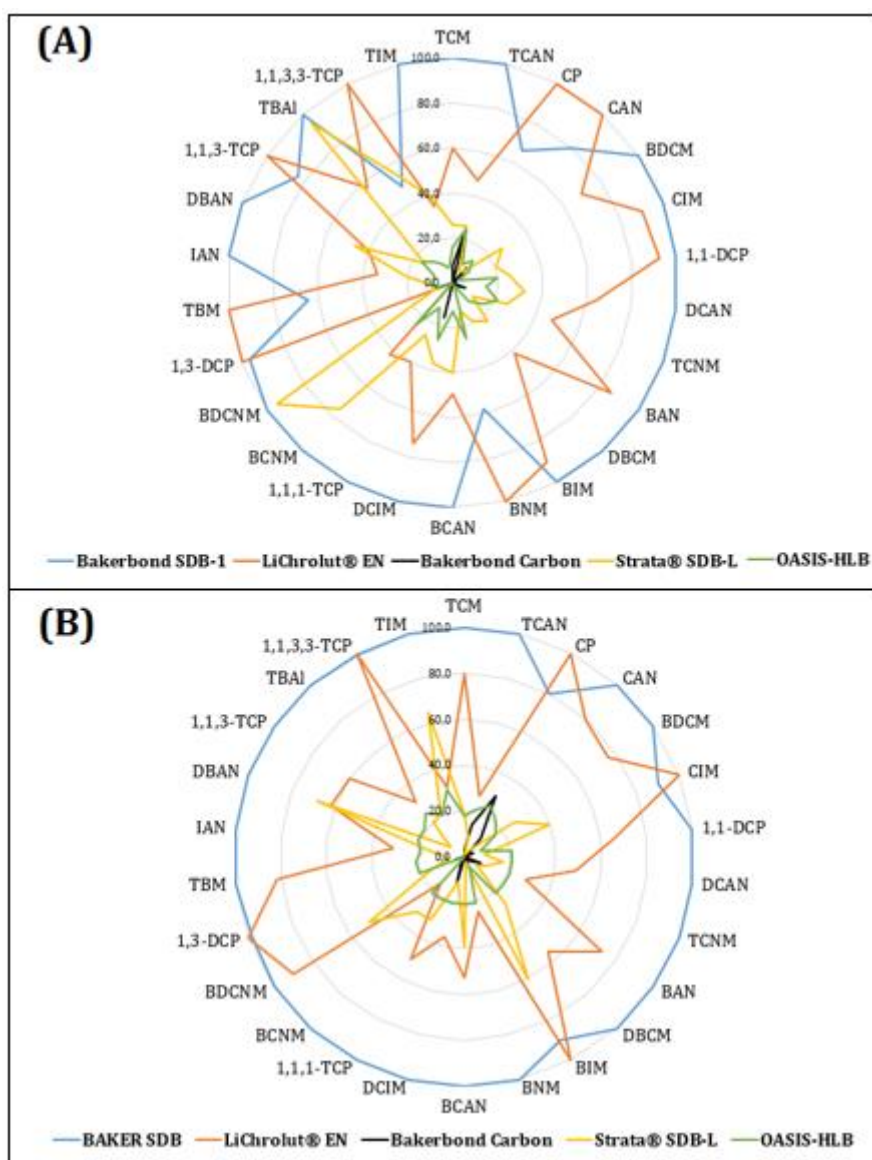 (A)
TCM
TIM
TCAN
1,1,3,3-TCP
CP
TBAl
CAN
1,1,3-TCP
BDCM
DBAN
CIM
IAN
1,1-DCP
TBM
DCAN
1,3-DCP
TCNM
BDCNM
BAN
BCNM
DBCM
1,1,1-TCP
BIM
DCIM
BNM
BCAN
100.0
80.0
60.0
40.0
20.0
0.0
Bakerbond SDB-1 LiChrolut® EN Bakerbond Carbon Strata® SDB-L OASIS-HLB
(B)
TCM
TIM
TCAN
1,1,3,3-TCP
CP
TBAl
CAN
1,1,3-TCP
BDCM
DBAN
CIM
IAN
1,1-DCP
TBM
DCAN
1,3-DCP
TCNM
BDCNM
BAN
BCNM
DBCM
1,1,1-TCP
BIM
DCIM
BNM
BCAN
100.0
80.0
60.0
40.0
20.0
0.0
BAKER SDB LiChrolut® EN Bakerbond Carbon Strata® SDB-L OASIS-HLB